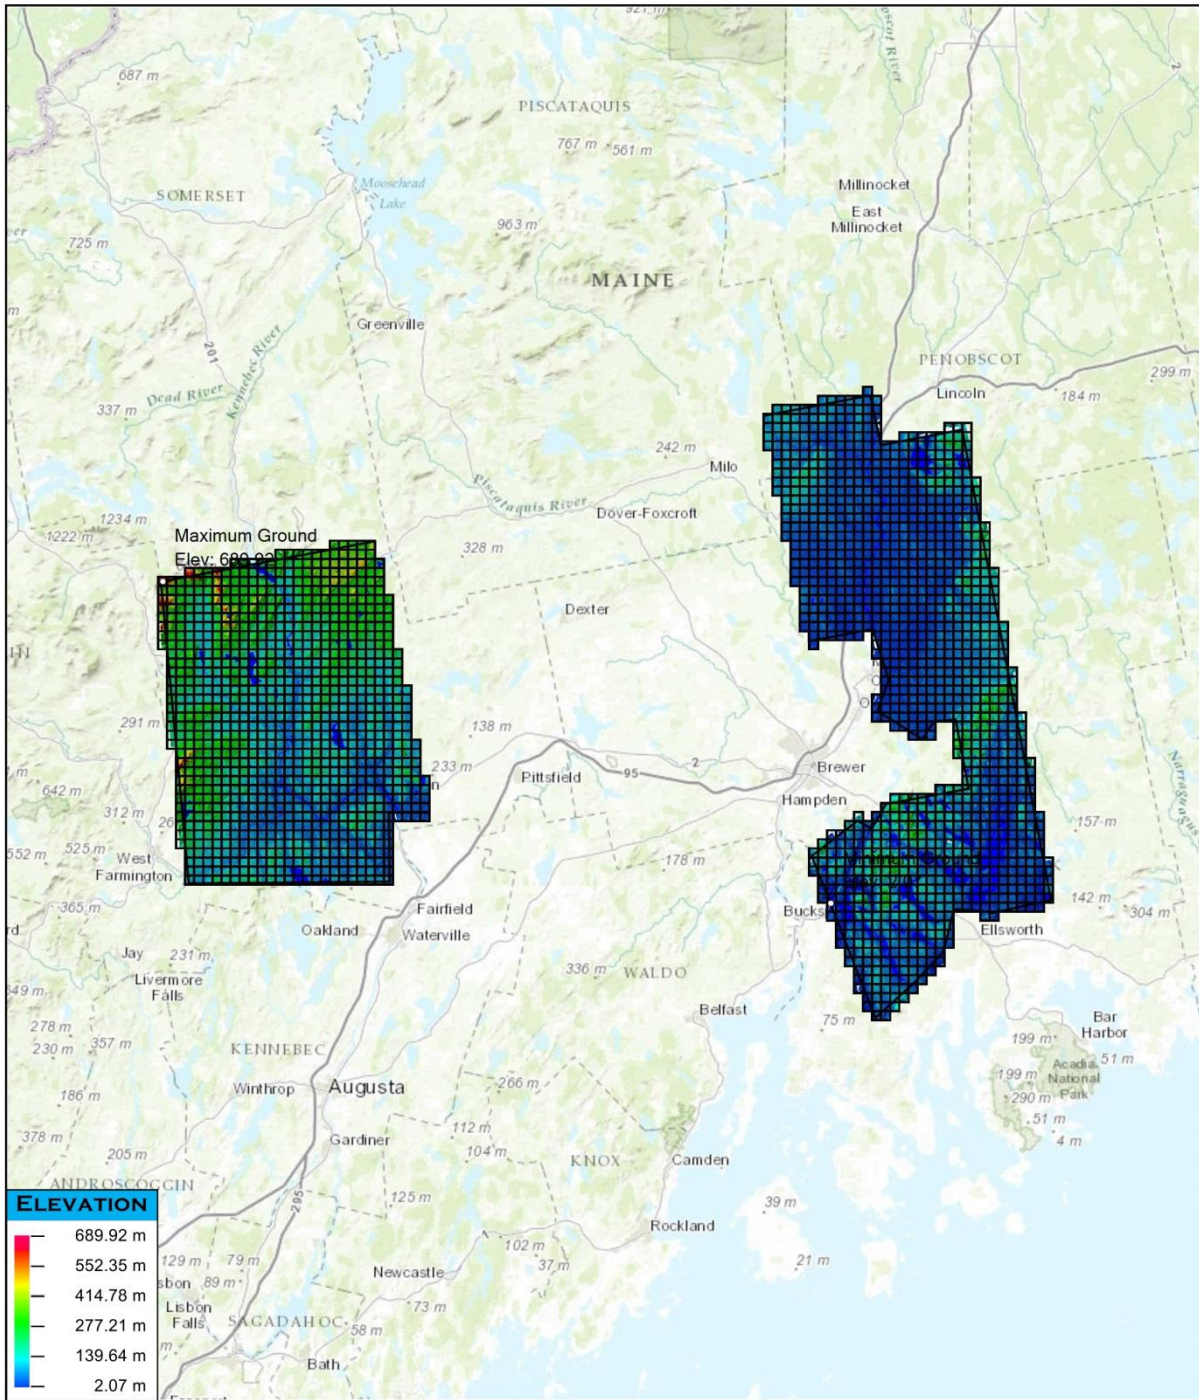 921 m
687 m
PISCATAQUIS
767 m
561 m
Moosehead
Lake
SOMERSET
Millinocket
East
Millinocket
963 m
725 m
MAINE
Greenville
201
Kennebec River
Dead River
337 m
PENOBSCOT
299 m
Lincoln
184 m
242 m
Milo
Piscataquis River
Dover-Foxcroft
1234 m
1222 m
Maximum Ground
328 m
Dexter
291 m
138 m
233 m
Pittsfield
95
2
Brewer
Hampden
642 m
312 m
525 m
552 m
West
Farmington
157 m
178 m
Minimum Ground
365 m
Fairfield
Oakland
Waterville
142 m
304 m
Ellsworth
Narraguagus
Jay
231 m
Livermore
Falls
336 m
WALDO
Belfast
75 m
Bar
Harbor
278 m
230 m
357 m
KENNEBEC
199 m
51 m
Acadia
National
Park
199 m
290 m
51 m
4 m
Winthrop
Augusta
266 m
186 m
378 m
205 m
Gardiner
112 m
104 m
KNOX
Camden
ANDROSCOGGIN
295
125 m
39 m
Rockland
21 m
102 m
37 m
Newcastle
73 m
58 m
129 m
79 m
89 m
Lisbon
Falls
SAGADAHOC
Bath
ELEVATION
689.92 m
552.35 m
414.78 m
277.21 m
139.64 m
2.07 m